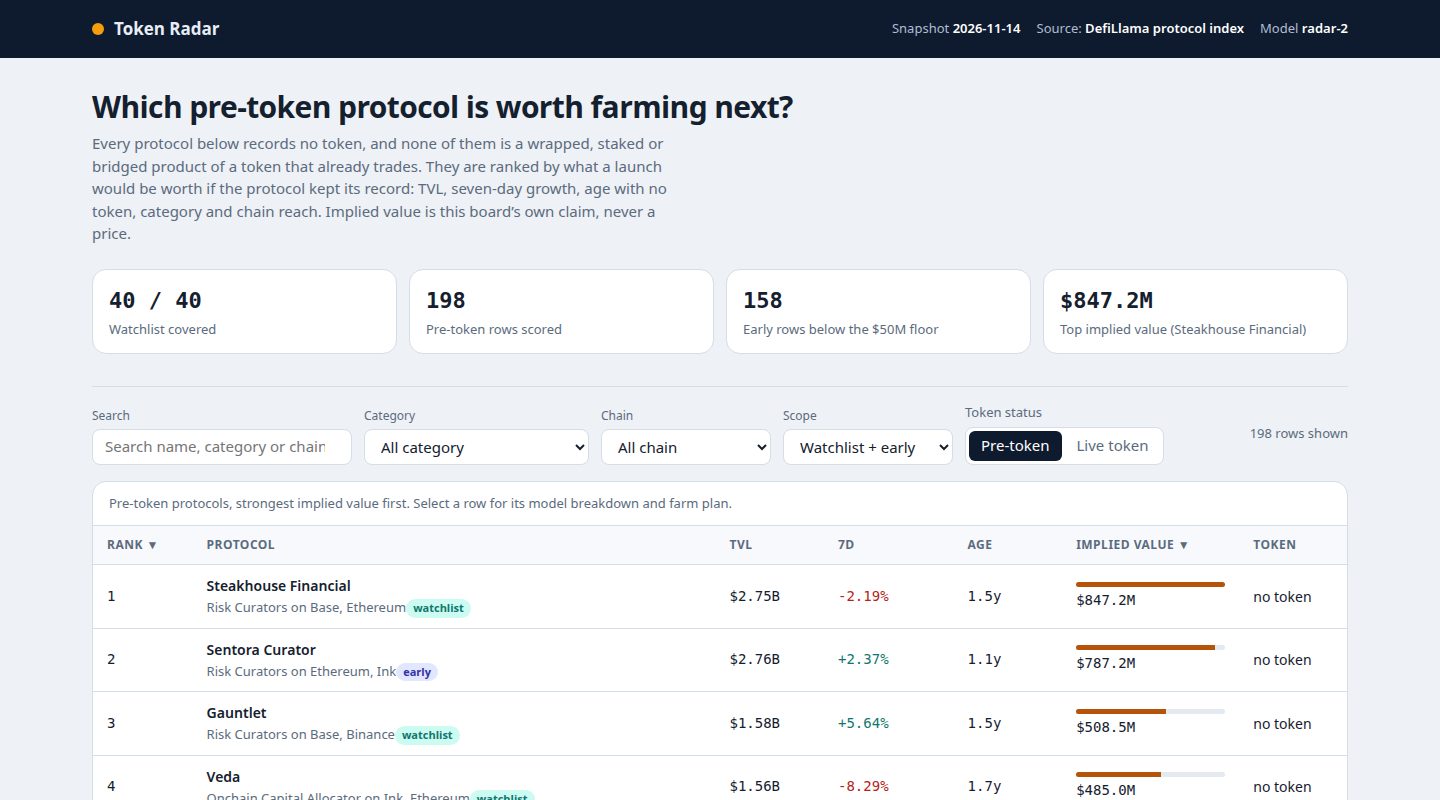 Token Radar
Snapshot 2026-11-14 Source: DefiLlama protocol index Model radar-2
Which pre-token protocol is worth farming next?
Every protocol below records no token, and none of them is a wrapped, staked or
bridged product of a token that already trades. They are ranked by what a launch
would be worth if the protocol kept its record: TVL, seven-day growth, age with no
token, category and chain reach. Implied value is this board’s own claim, never a
price.
40 / 40
Watchlist covered
198
Pre-token rows scored
158
Early rows below the $50M floor
$847.2M
Top implied value (Steakhouse Financial)
Search
Category
Chain
Scope
Token status
Search name, category or chain
All category
All chain
Watchlist + early
Pre-token
Live token
198 rows shown
Pre-token protocols, strongest implied value first. Select a row for its model breakdown and farm plan.
RANK ▼ PROTOCOL TVL 7D AGE IMPLIED VALUE ▼ TOKEN
1 Steakhouse Financial $2.75B -2.19% 1.5y $847.2M no token
Risk Curators on Base, Ethereum watchlist
2 Sentora Curator $2.76B +2.37% 1.1y $787.2M no token
Risk Curators on Ethereum, Ink early
3 Gauntlet $1.58B +5.64% 1.5y $508.5M no token
Risk Curators on Base, Binance watchlist
4 Veda $1.56B -8.29% 1.7y $485.0M no token
Onchain Capital Allocator on Ink, Ethereum watchlist